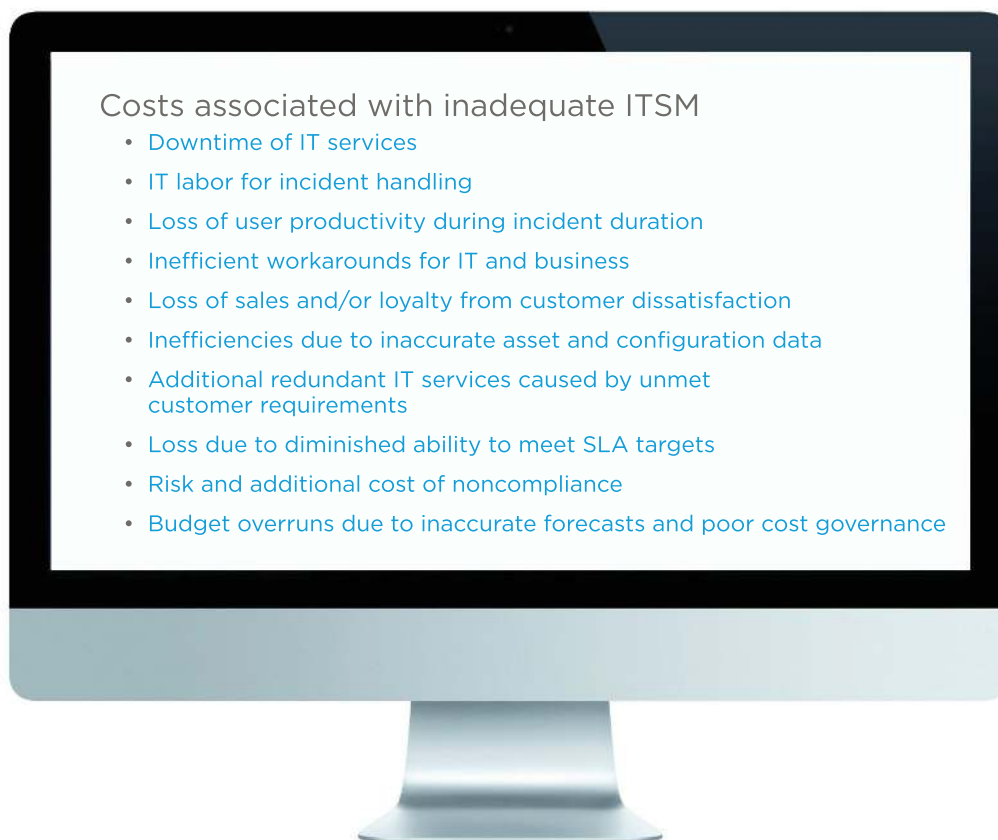 Costs associated with inadequate ITSM
• Downtime of IT services
• IT labor for incident handling
• Loss of user productivity during incident duration
• Inefficient workarounds for IT and business
• Loss of sales and/or loyalty from customer dissatisfaction
• Inefficiencies due to inaccurate asset and configuration data
• Additional redundant IT services caused by unmet
customer requirements
• Loss due to diminished ability to meet SLA targets
• Risk and additional cost of noncompliance
• Budget overruns due to inaccurate forecasts and poor cost governance